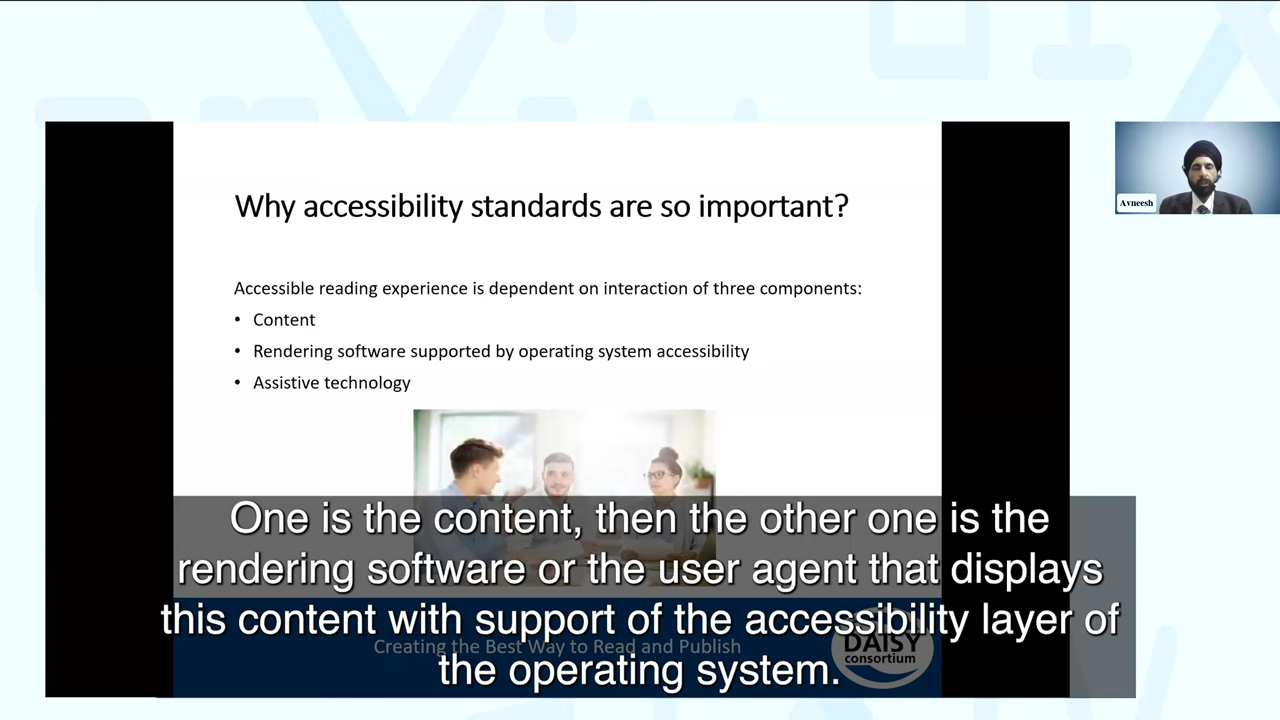 Why accessibility standards are so important?
Accessible reading experience is dependent on interaction of three components:
• Content
• Rendering software supported by operating system accessibility
• Assistive technology
Avneesh
One is the content, then the other one is the
rendering software or the user agent that displays
this content with support of the accessibility layer of
the operating system.
Creating the Best Way to Read and Publish
DAISY
consortium